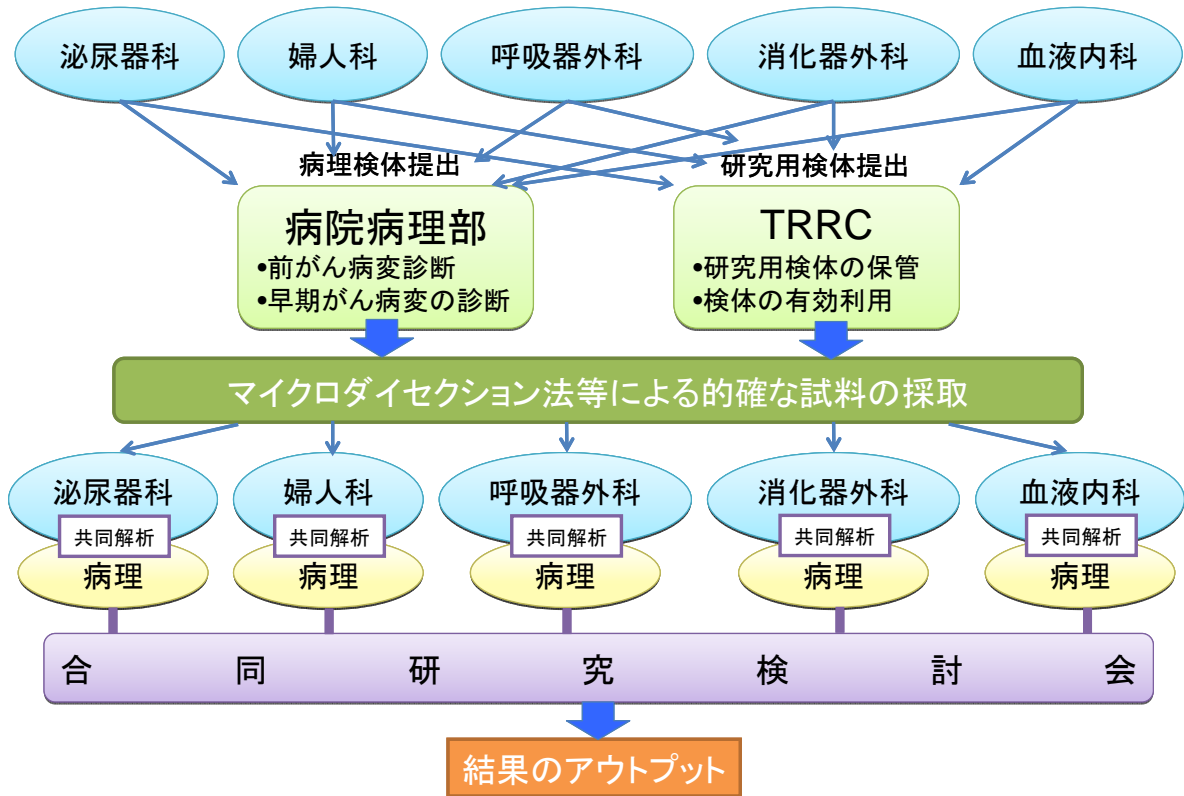 泌尿器科
婦人科
呼吸器外科
消化器外科
血液内科
病理検体提出
研究用検体提出
病院病理部
•前がん病変診断
•早期がん病変の診断
TRRC
•研究用検体の保管
•検体の有効利用
マイクロダイセクション法等による的確な試料の採取
泌尿器科
婦人科
呼吸器外科
消化器外科
血液内科
共同解析
共同解析
共同解析
共同解析
共同解析
病理
病理
病理
病理
病理
合同研究検討会
結果のアウトプット